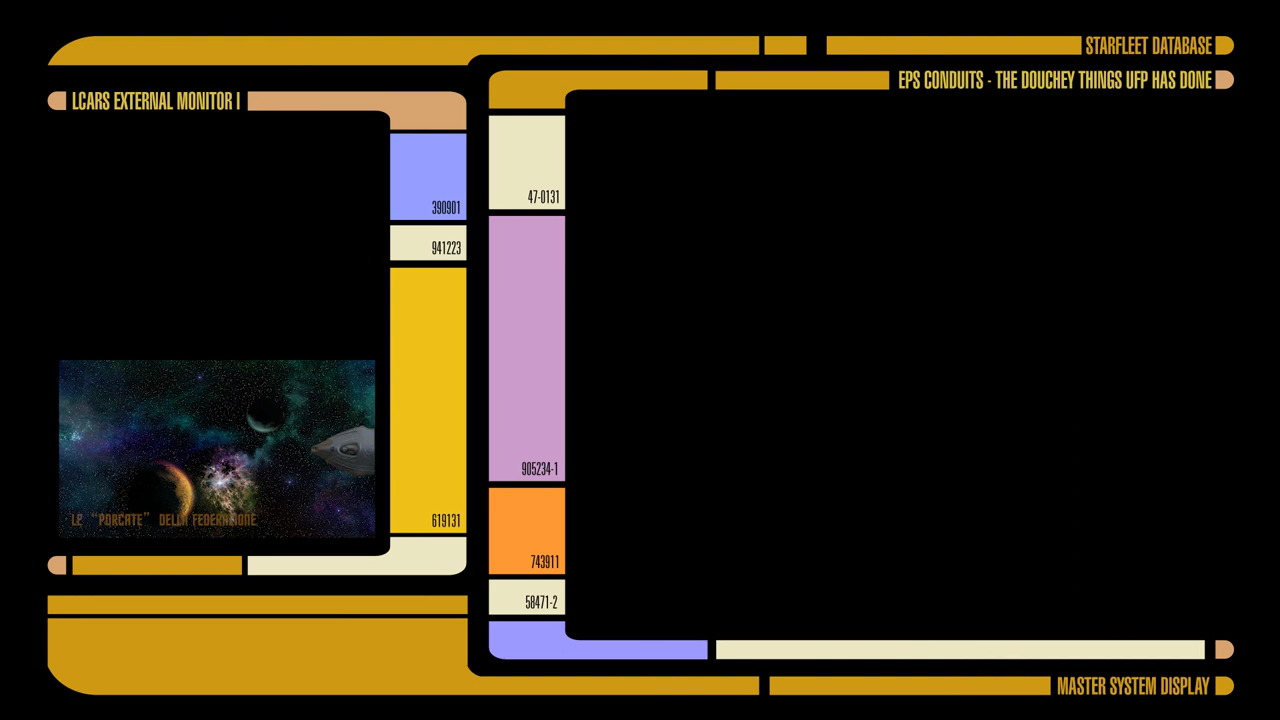 STARFLEET DATABASE
EPS CONDUITS - THE DOUCHEY THINGS UFP HAS DONE
LCARS EXTERNAL MONITOR I
390901
941223
619131
47-0131
905234-1
743911
58471-2
LE "PORCATE" DELLA FEDERAZIONE
MASTER SYSTEM DISPLAY